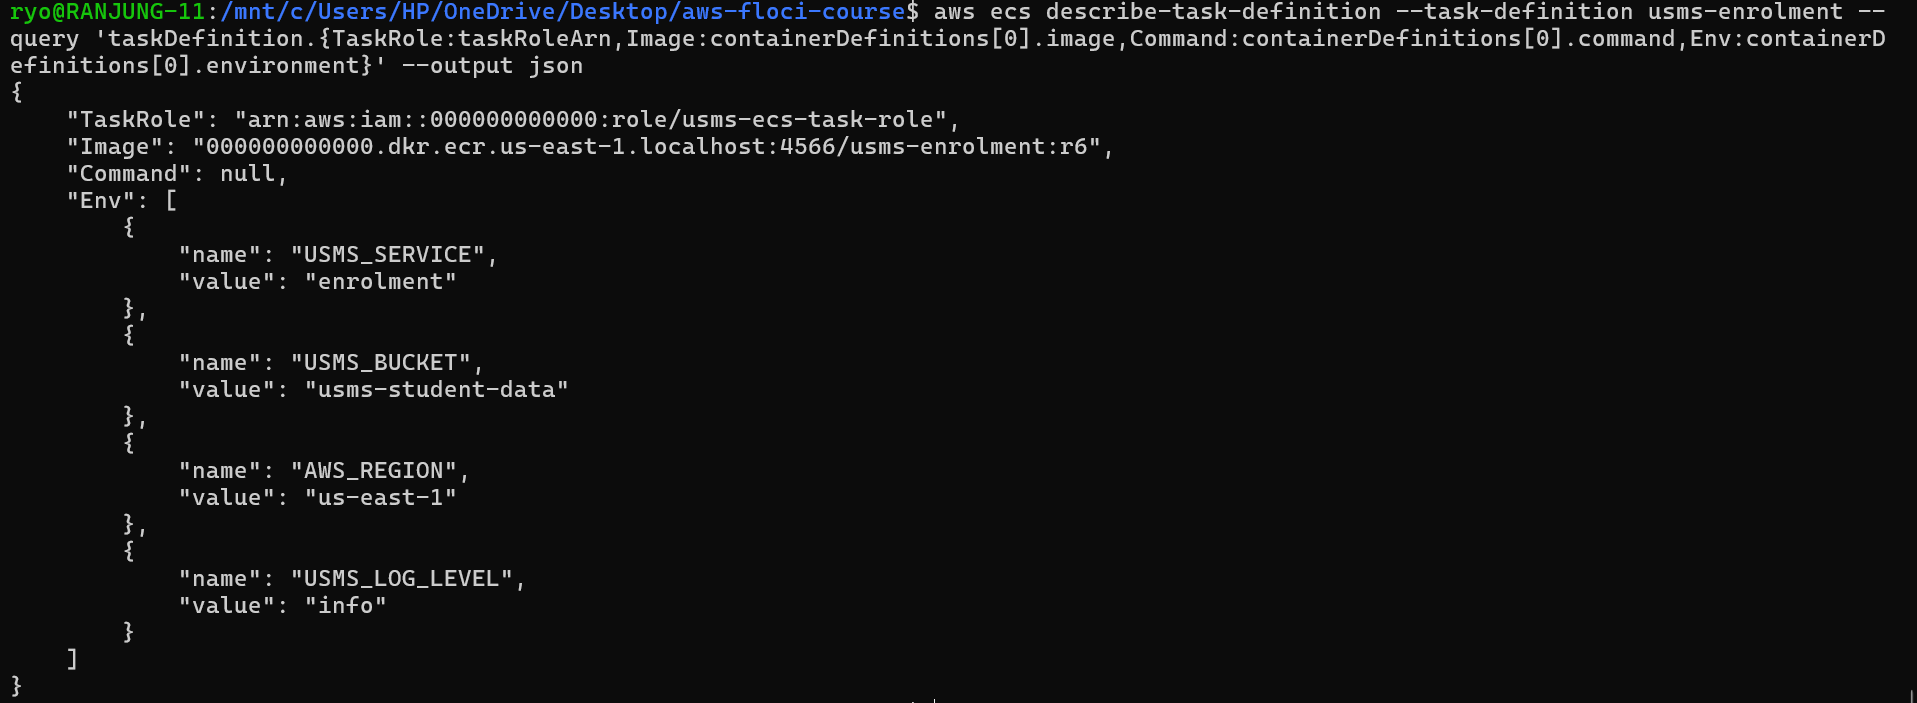 ryo@RANJUNG-11:/mnt/c/Users/HP/OneDrive/Desktop/aws-floci-course$ aws ecs describe-task-definition --task-definition usms-enrolment --
query 'taskDefinition.{TaskRole:taskRoleArn,Image:containerDefinitions[0].image,Command:containerDefinitions[0].command,Env:containerD
efinitions[0].environment}' --output json
{
    "TaskRole": "arn:aws:iam::000000000000:role/usms-ecs-task-role",
    "Image": "000000000000.dkr.ecr.us-east-1.localhost:4566/usms-enrolment:r6",
    "Command": null,
    "Env": [
        {
            "name": "USMS_SERVICE",
            "value": "enrolment"
        },
        {
            "name": "USMS_BUCKET",
            "value": "usms-student-data"
        },
        {
            "name": "AWS_REGION",
            "value": "us-east-1"
        },
        {
            "name": "USMS_LOG_LEVEL",
            "value": "info"
        }
    ]
}